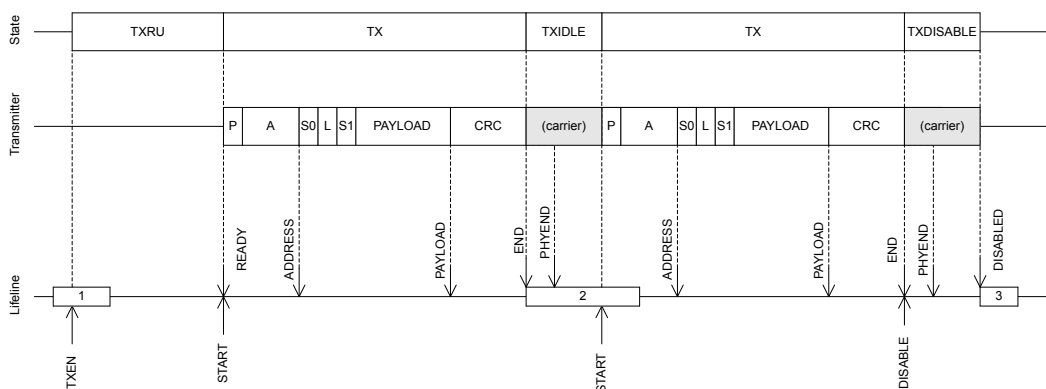 State
TXRU
TX
TXIDLE
TX
TXDISABLE
Transmitter
P
A
S0
L
S1
PAYLOAD
CRC
(carrier)
P
A
S0
L
S1
PAYLOAD
CRC
(carrier)
READY
ADDRESS
PAYLOAD
END
PHYEND
ADDRESS
PAYLOAD
END
PHYEND
DISABLED
Lifeline
1
2
3
TXEN
START
START
DISABLE